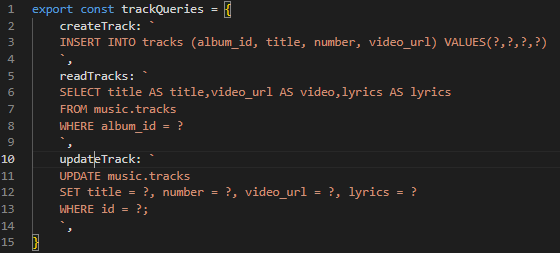 1 export const trackQueries = {
2 createTrack: `
3 INSERT INTO tracks (album_id, title, number, video_url) VALUES(?,?,?,?)
4 `,
5 readTracks: `
6 SELECT title AS title,video_url AS video,lyrics AS lyrics
7 FROM music.tracks
8 WHERE album_id = ?
9 `,
10 updateTrack: `
11 UPDATE music.tracks
12 SET title = ?, number = ?, video_url = ?, lyrics = ?
13 WHERE id = ?;
14 `,
15 }